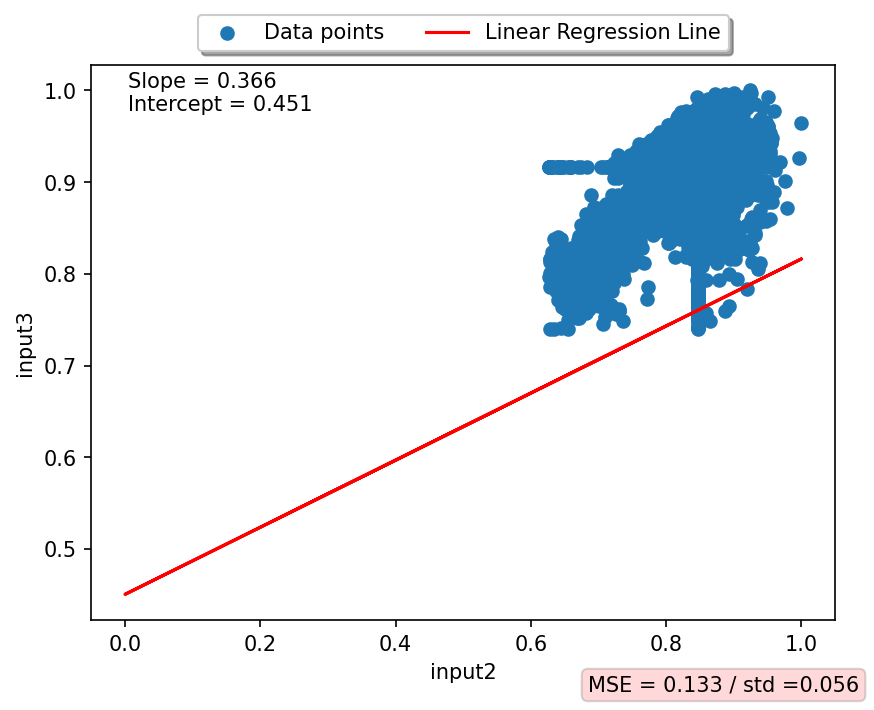 Data points
Linear Regression Line
Slope = 0.366
Intercept = 0.451
1.0
0.9
0.8
0.7
0.6
0.5
input3
0.0 0.2 0.4 0.6 0.8 1.0
input2
MSE = 0.133 / std =0.056